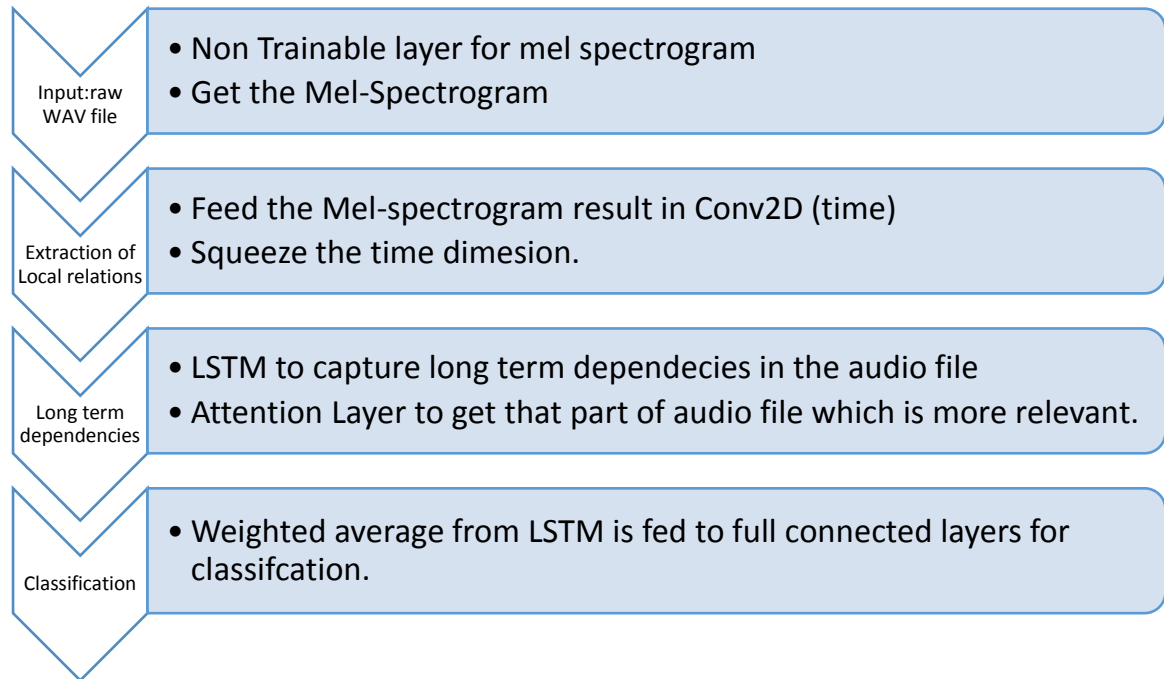 Input:raw
WAV file
• Non Trainable layer for mel spectrogram
• Get the Mel-Spectrogram
Extraction of
Local relations
• Feed the Mel-spectrogram result in Conv2D (time)
• Squeeze the time dimesion.
Long term
dependencies
• LSTM to capture long term dependecies in the audio file
• Attention Layer to get that part of audio file which is more relevant.
Classification
• Weighted average from LSTM is fed to full connected layers for
classifcation.